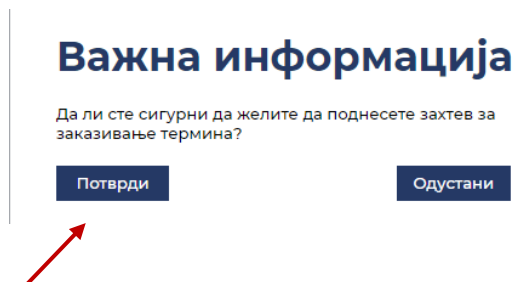 Важна информација
Да ли сте сигурни да желите да поднесете захтев за
заказивање термина?
Потврди
Одустани